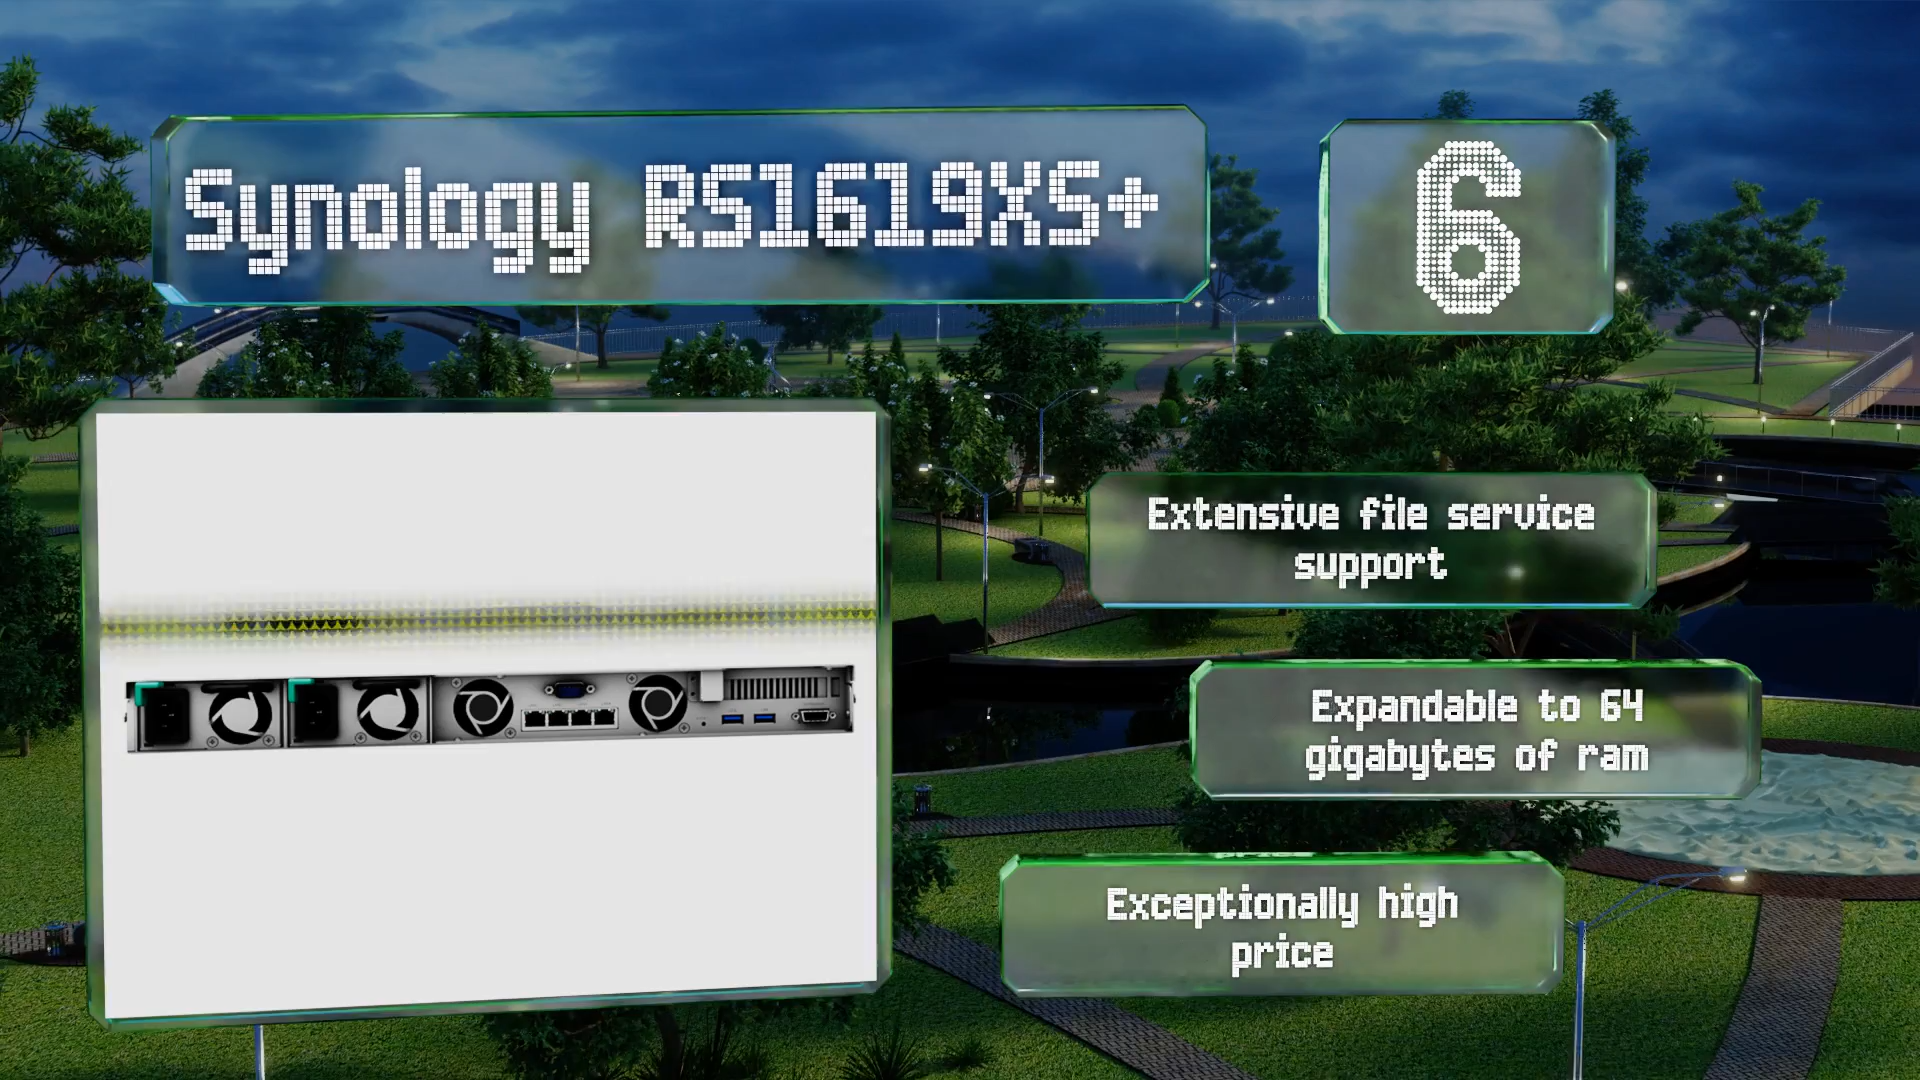 Synology RS1619XS+
6
Extensive file service
support
Expandable to 64
gigabytes of ram
Exceptionally high
price